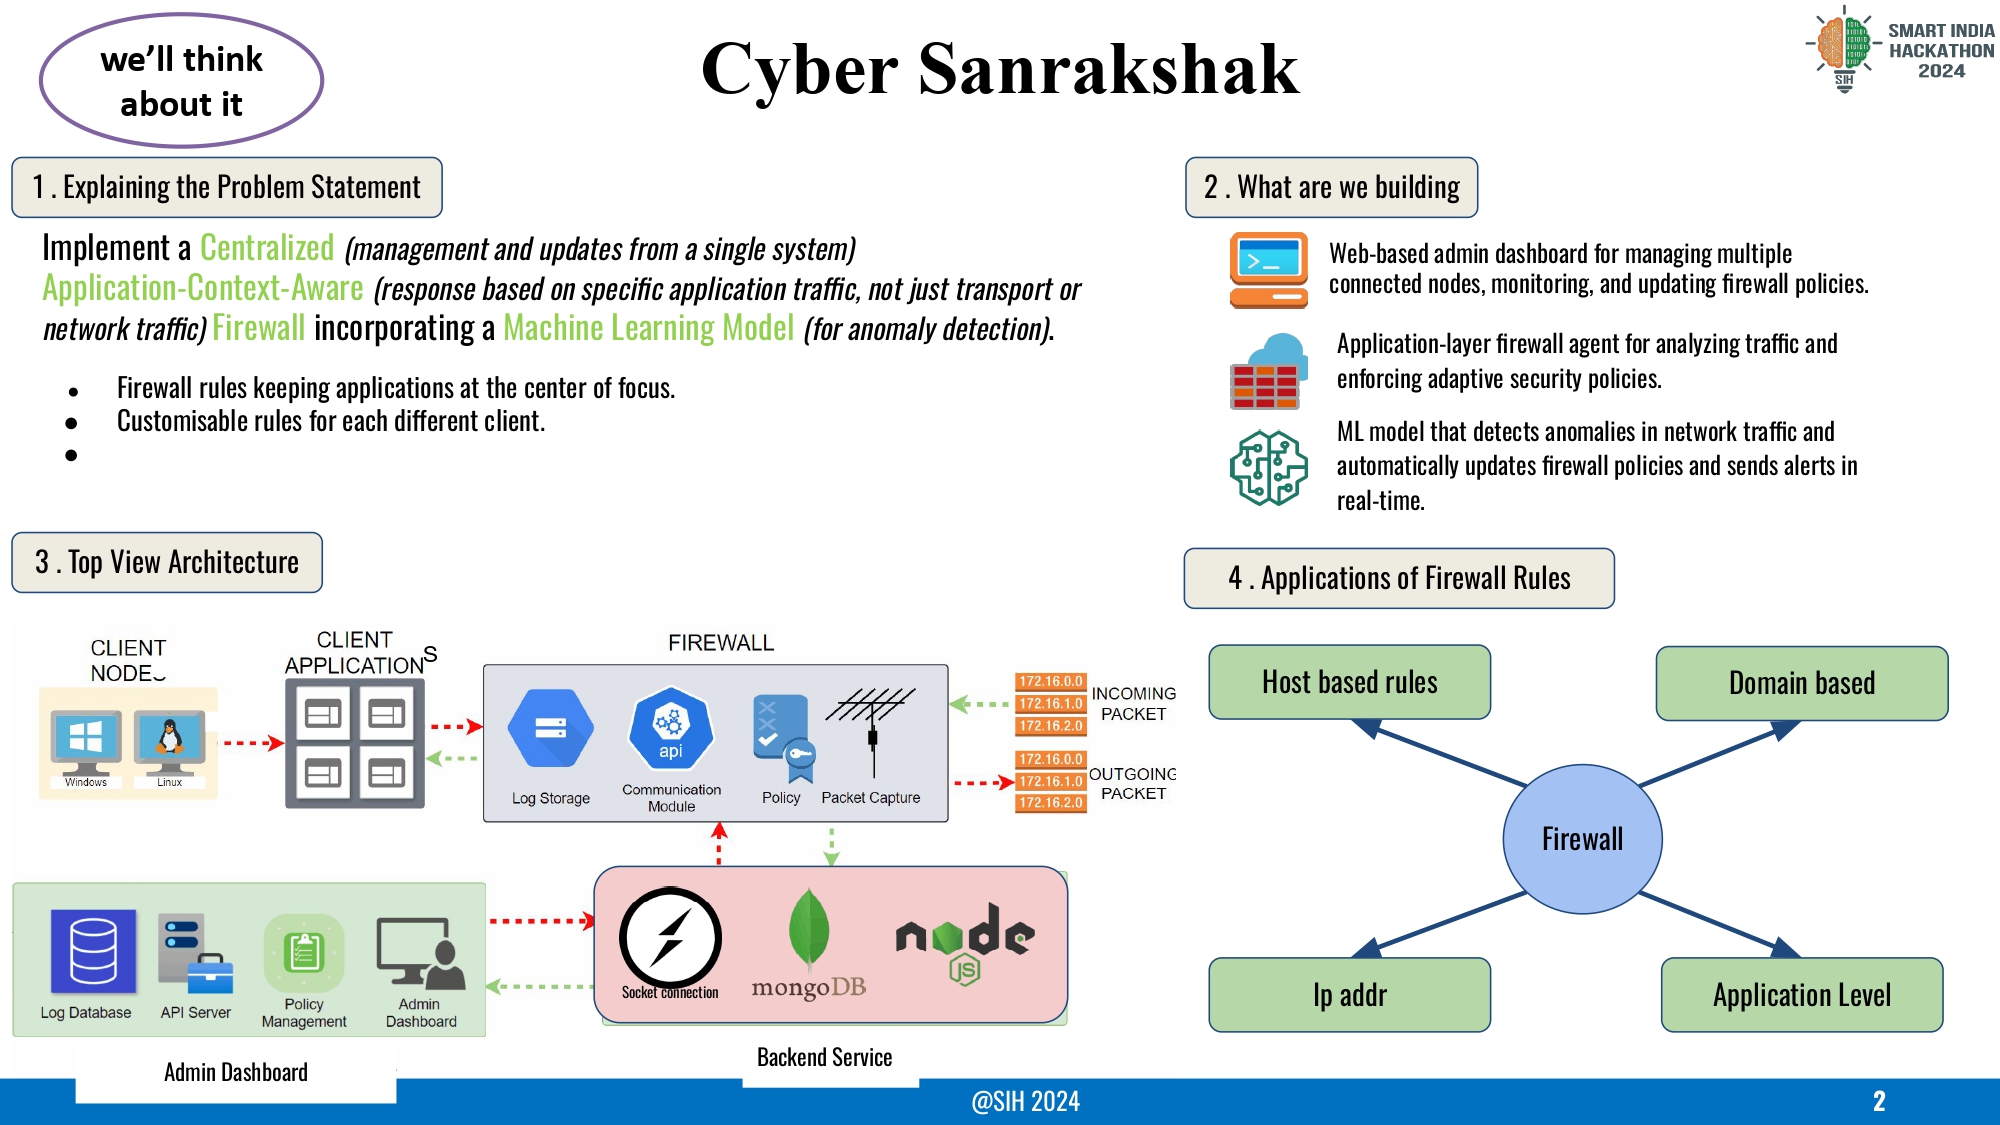 we'll think
about it
Cyber Sanrakshak
SMART INDIA
HACKATHON
2024
SIH
1 . Explaining the Problem Statement
Implement a Centralized (management and updates from a single system)
Application-Context-Aware (response based on specific application traffic, not just transport or
network traffic) Firewall incorporating a Machine Learning Model (for anomaly detection).
● Firewall rules keeping applications at the center of focus.
● Customisable rules for each different client.
●
2 . What are we building
>_
Web-based admin dashboard for managing multiple
connected nodes, monitoring, and updating firewall policies.
Application-layer firewall agent for analyzing traffic and
enforcing adaptive security policies.
ML model that detects anomalies in network traffic and
automatically updates firewall policies and sends alerts in
real-time.
3 . Top View Architecture
CLIENT
NODES
Windows
Linux
CLIENT
APPLICATIONS
FIREWALL
Log Storage
api
Communication
Module
Policy
Packet Capture
172.16.0.0
172.16.1.0
172.16.2.0
INCOMING
PACKET
172.16.0.0
172.16.1.0
172.16.2.0
OUTGOING
PACKET
Log Database
API Server
Policy
Management
Admin
Dashboard
Admin Dashboard
Socket connection
mongoDB
node
JS
Backend Service
4 . Applications of Firewall Rules
Host based rules
Domain based
Firewall
Ip addr
Application Level
@SIH 2024
2